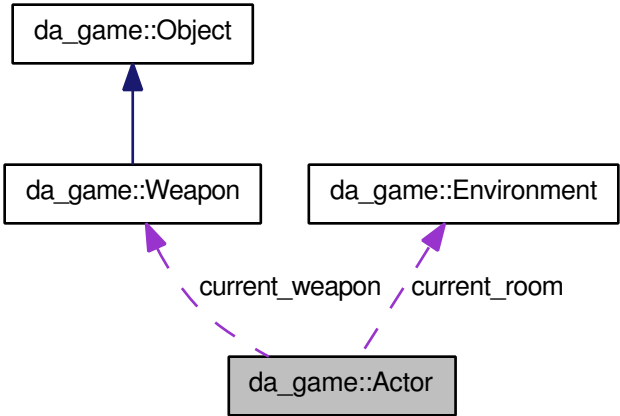 da_game::Object
da_game::Weapon
da_game::Environment
current_weapon
current_room
da_game::Actor